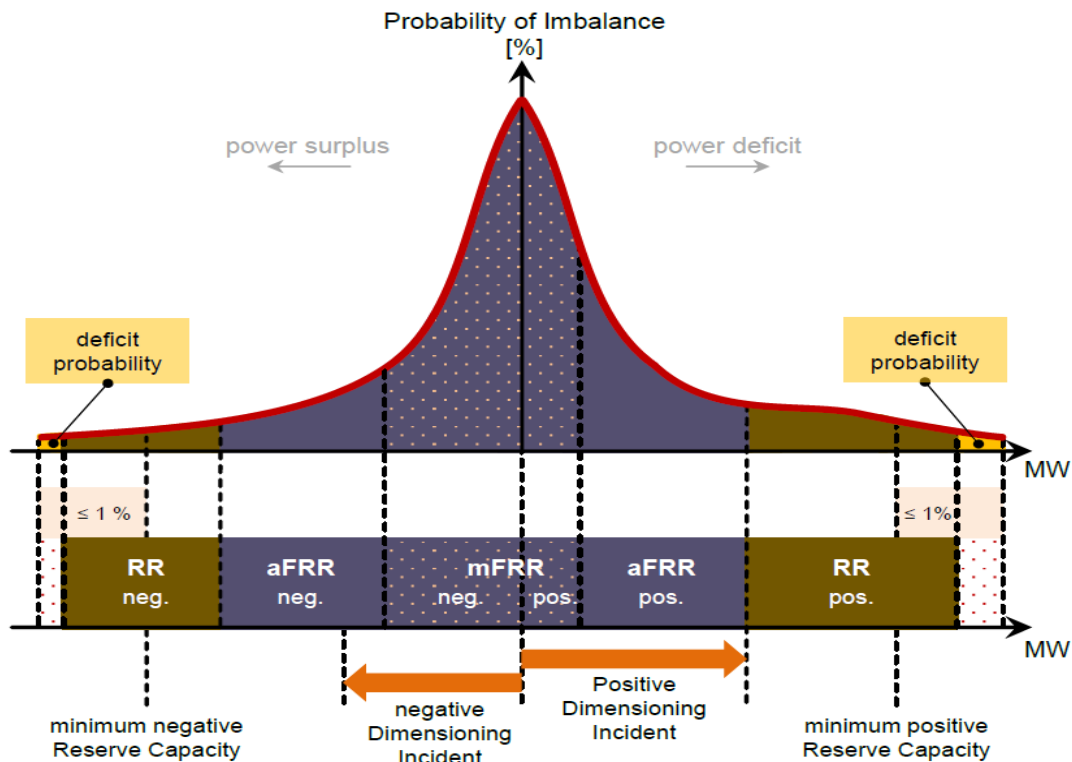 Probability of Imbalance
[%]
power surplus
power deficit
deficit
probability
deficit
probability
MW
≤ 1 %
≤ 1%
RR
neg.
aFRR
neg.
mFRR
neg.
pos.
aFRR
pos.
RR
pos.
MW
minimum negative
Reserve Capacity
negative
Dimensioning
Incident
Positive
Dimensioning
Incident
minimum positive
Reserve Capacity